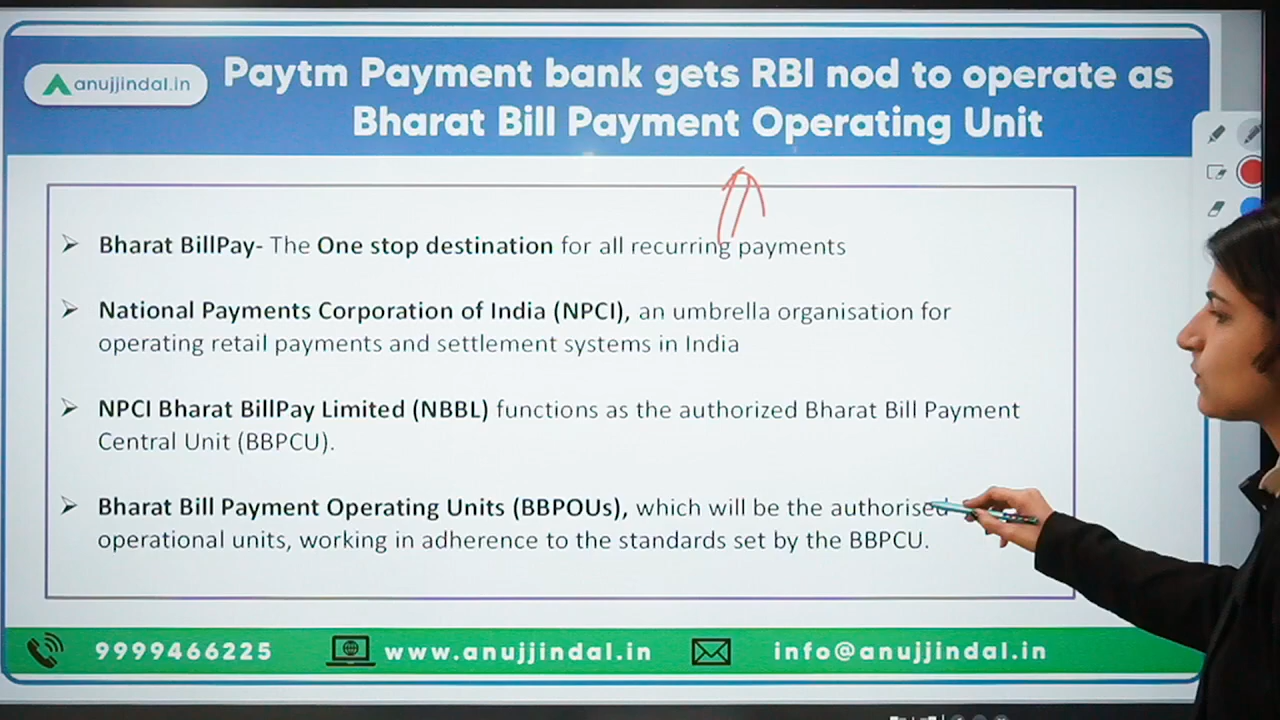 anujjindal.in
Paytm Payment bank gets RBI nod to operate as
Bharat Bill Payment Operating Unit
Bharat BillPay- The One stop destination for all recurring payments
National Payments Corporation of India (NPCI), an umbrella organisation for
operating retail payments and settlement systems in India
NPCI Bharat BillPay Limited (NBBL) functions as the authorized Bharat Bill Payment
Central Unit (BBPCU).
Bharat Bill Payment Operating Units (BBPOUs), which will be the authorised
operational units, working in adherence to the standards set by the BBPCU.
9999466225
www.anujjindal.in
info@anujjindal.in